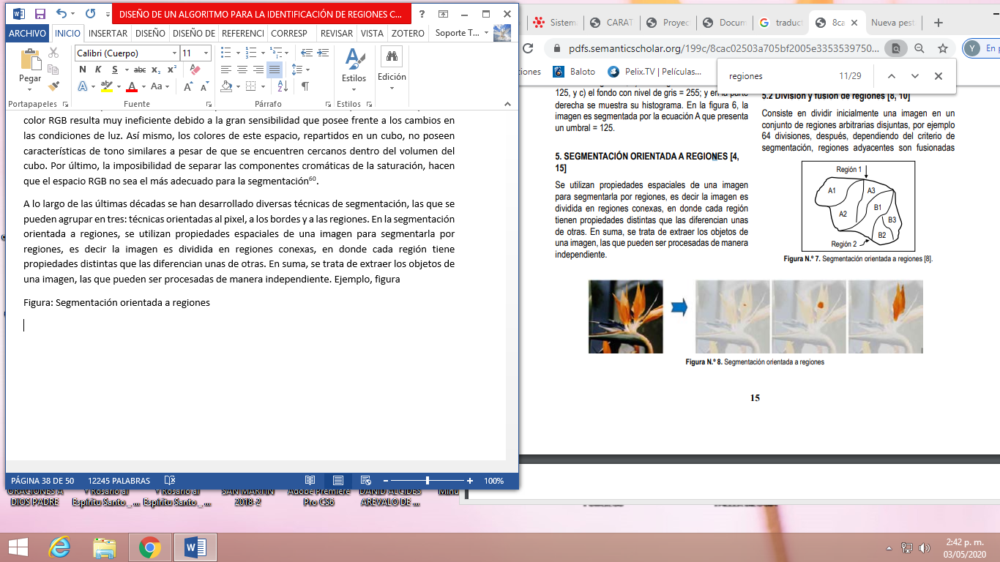 DISEÑO DE UN ALGORITMO PARA LA IDENTIFICACIÓN DE REGIONES C...
ARCHIVO INICIO INSERTAR DISEÑO DISEÑO DE REFERENCI CORRESP REVISAR VISTA ZOTERO Soporte T...
Calibri (Cuerpo) 11
Pegar
N K S abc x₂ x²
A A Aa A A
Estilos
Edición
Portapapeles Fuente Párrafo Estilos
color RGB resulta muy ineficiente debido a la gran sensibilidad que posee frente a los cambios en
las condiciones de luz. Así mismo, los colores de este espacio, repartidos en un cubo, no poseen
características de tono similares a pesar de que se encuentren cercanos dentro del volumen del
cubo. Por último, la imposibilidad de separar las componentes cromáticas de la saturación, hacen
que el espacio RGB no sea el más adecuado para la segmentación⁶⁰.
A lo largo de las últimas décadas se han desarrollado diversas técnicas de segmentación, las que se
pueden agrupar en tres: técnicas orientadas al pixel, a los bordes y a las regiones. En la segmentación
orientada a regiones, se utilizan propiedades espaciales de una imagen para segmentarla por
regiones, es decir la imagen es dividida en regiones conexas, en donde cada región tiene
propiedades distintas que las diferencian unas de otras. En suma, se trata de extraer los objetos de
una imagen, las que pueden ser procesadas de manera independiente. Ejemplo, figura
Figura: Segmentación orientada a regiones
PÁGINA 38 DE 50 12245 PALABRAS 100%
Sistem CARAT Proyec Docum traduct 8ca Nueva pest
pdfs.semanticscholar.org/199c/8cac02503a705bf2005e3353539750... Y En p
ciones Baloto Pelix.TV | Películas...
regiones 11/29
125, y c) el fondo con nivel de gris = 255; y en la parte
derecha se muestra su histograma. En la figura 6, la
imagen es segmentada por la ecuación A que presenta
un umbral = 125.
5. SEGMENTACIÓN ORIENTADA A REGIONES [4,
15]
Se utilizan propiedades espaciales de una imagen
para segmentarla por regiones, es decir la imagen es
dividida en regiones conexas, en donde cada región
tienen propiedades distintas que las diferencian unas
de otras. En suma, se trata de extraer los objetos de
una imagen, las que pueden ser procesadas de manera
independiente.
5.2 División y fusión de regiones [8, 10]
Consiste en dividir inicialmente una imagen en un
conjunto de regiones arbitrarias disjuntas, por ejemplo
64 divisiones, después, dependiendo del criterio de
segmentación, regiones adyacentes son fusionadas
Región 1
A1 A3
B1
A2 B3
B2
Región 2
Figura N.º 7. Segmentación orientada a regiones [8].
Figura N.º 8. Segmentación orientada a regiones
15
ORACIONES A
DIOS PADRE
Rosario al
Espíritu Santo _ ...
Rosario al
Espíritu Santo _ ...
SAN MARTIN
2018-2
Adobe Premiere
Pro CS6
DANID ALCIDES
AREVALO DE ...
Minu
2:42 p. m.
03/05/2020